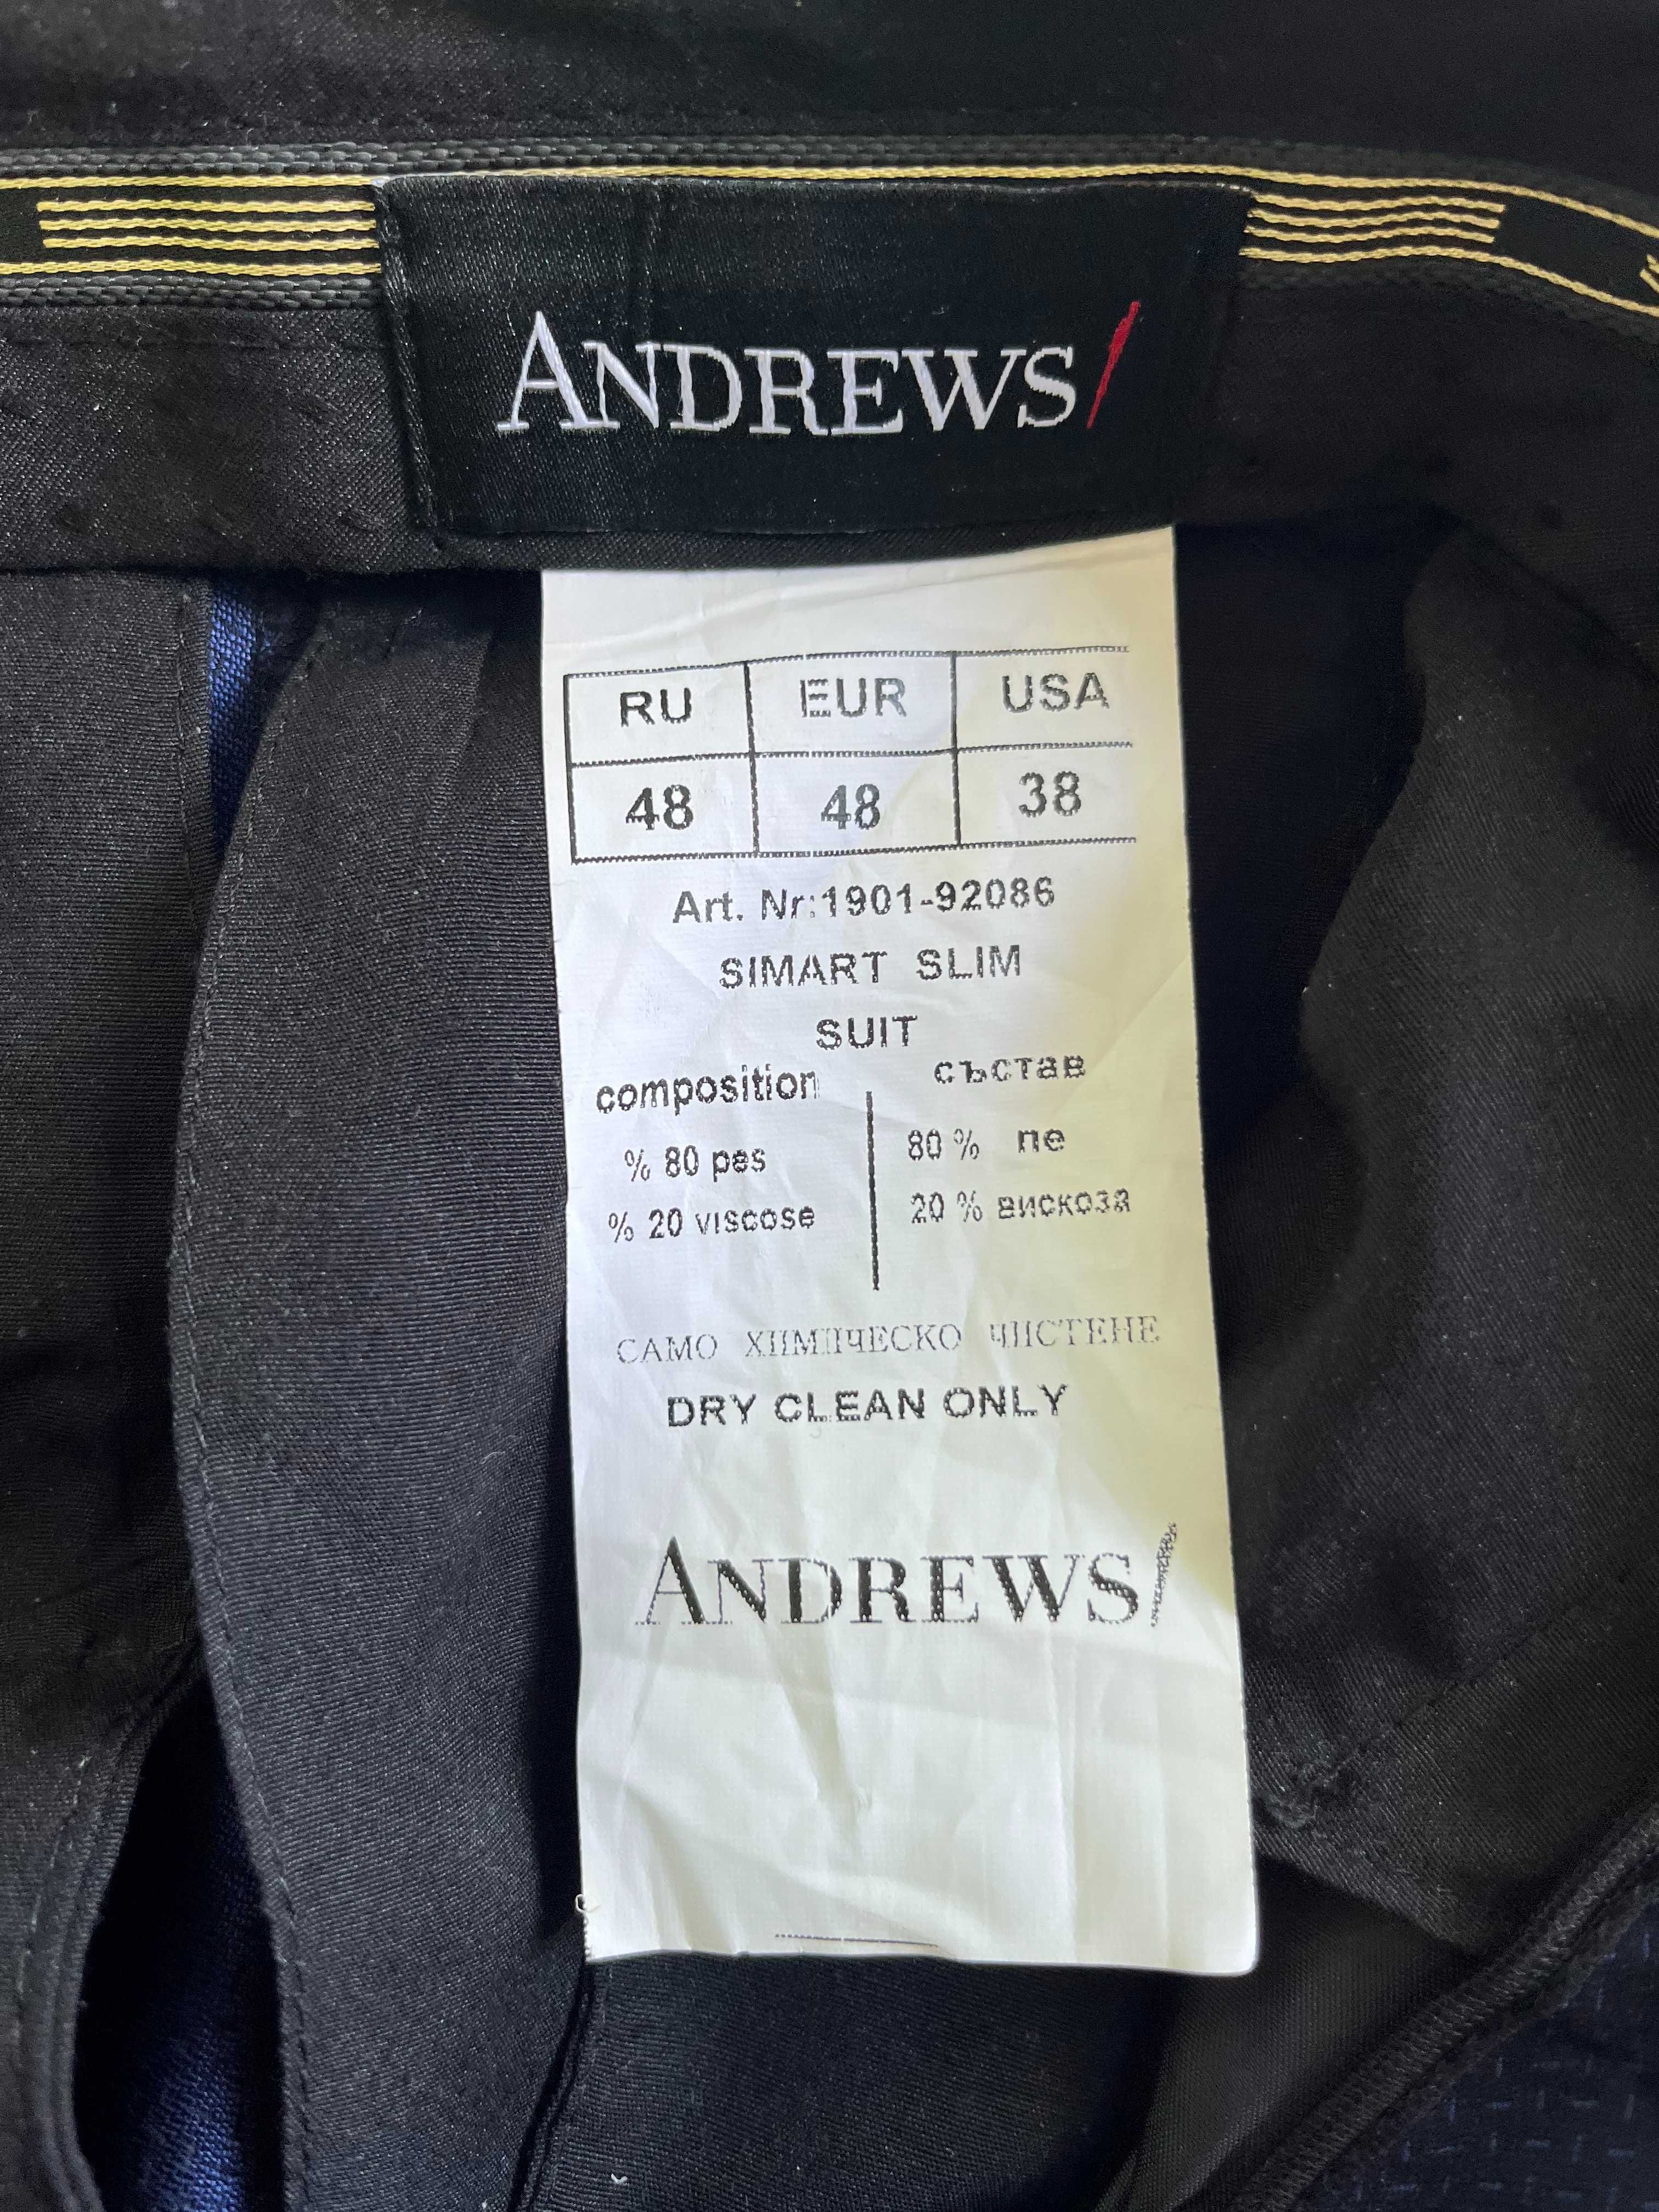 ANDREWS/
RU EUR USA
48 48 38
Art. Nr:1901-92086
SIMART SLIM
SUIT
composition състав
% 80 pes 80 % пе
% 20 viscose 20 % вискоза
САМО ХИМИЧЕСКО ЧИСТЕНЕ
DRY CLEAN ONLY
ANDREWS/